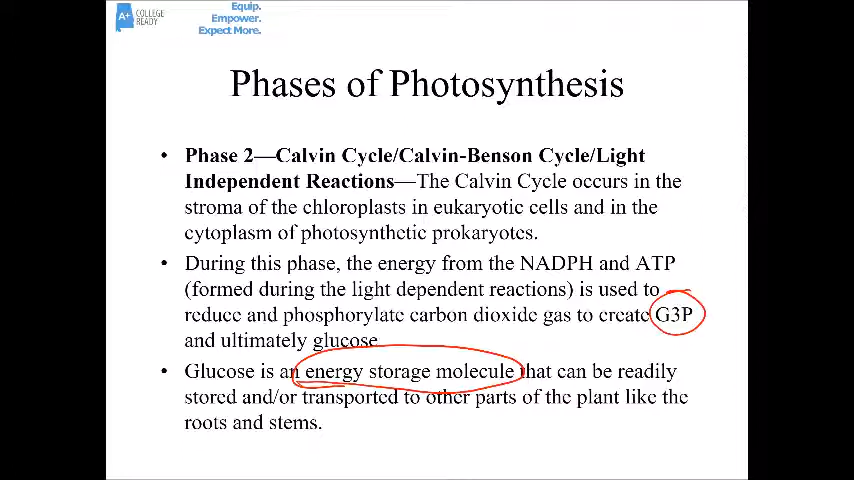 Equip.
A+ COLLEGE
READY
Empower.
Expect More.
Phases of Photosynthesis
• Phase 2—Calvin Cycle/Calvin-Benson Cycle/Light
Independent Reactions—The Calvin Cycle occurs in the
stroma of the chloroplasts in eukaryotic cells and in the
cytoplasm of photosynthetic prokaryotes.
• During this phase, the energy from the NADPH and ATP
(formed during the light dependent reactions) is used to
reduce and phosphorylate carbon dioxide gas to create G3P
and ultimately glucose.
• Glucose is an energy storage molecule that can be readily
stored and/or transported to other parts of the plant like the
roots and stems.